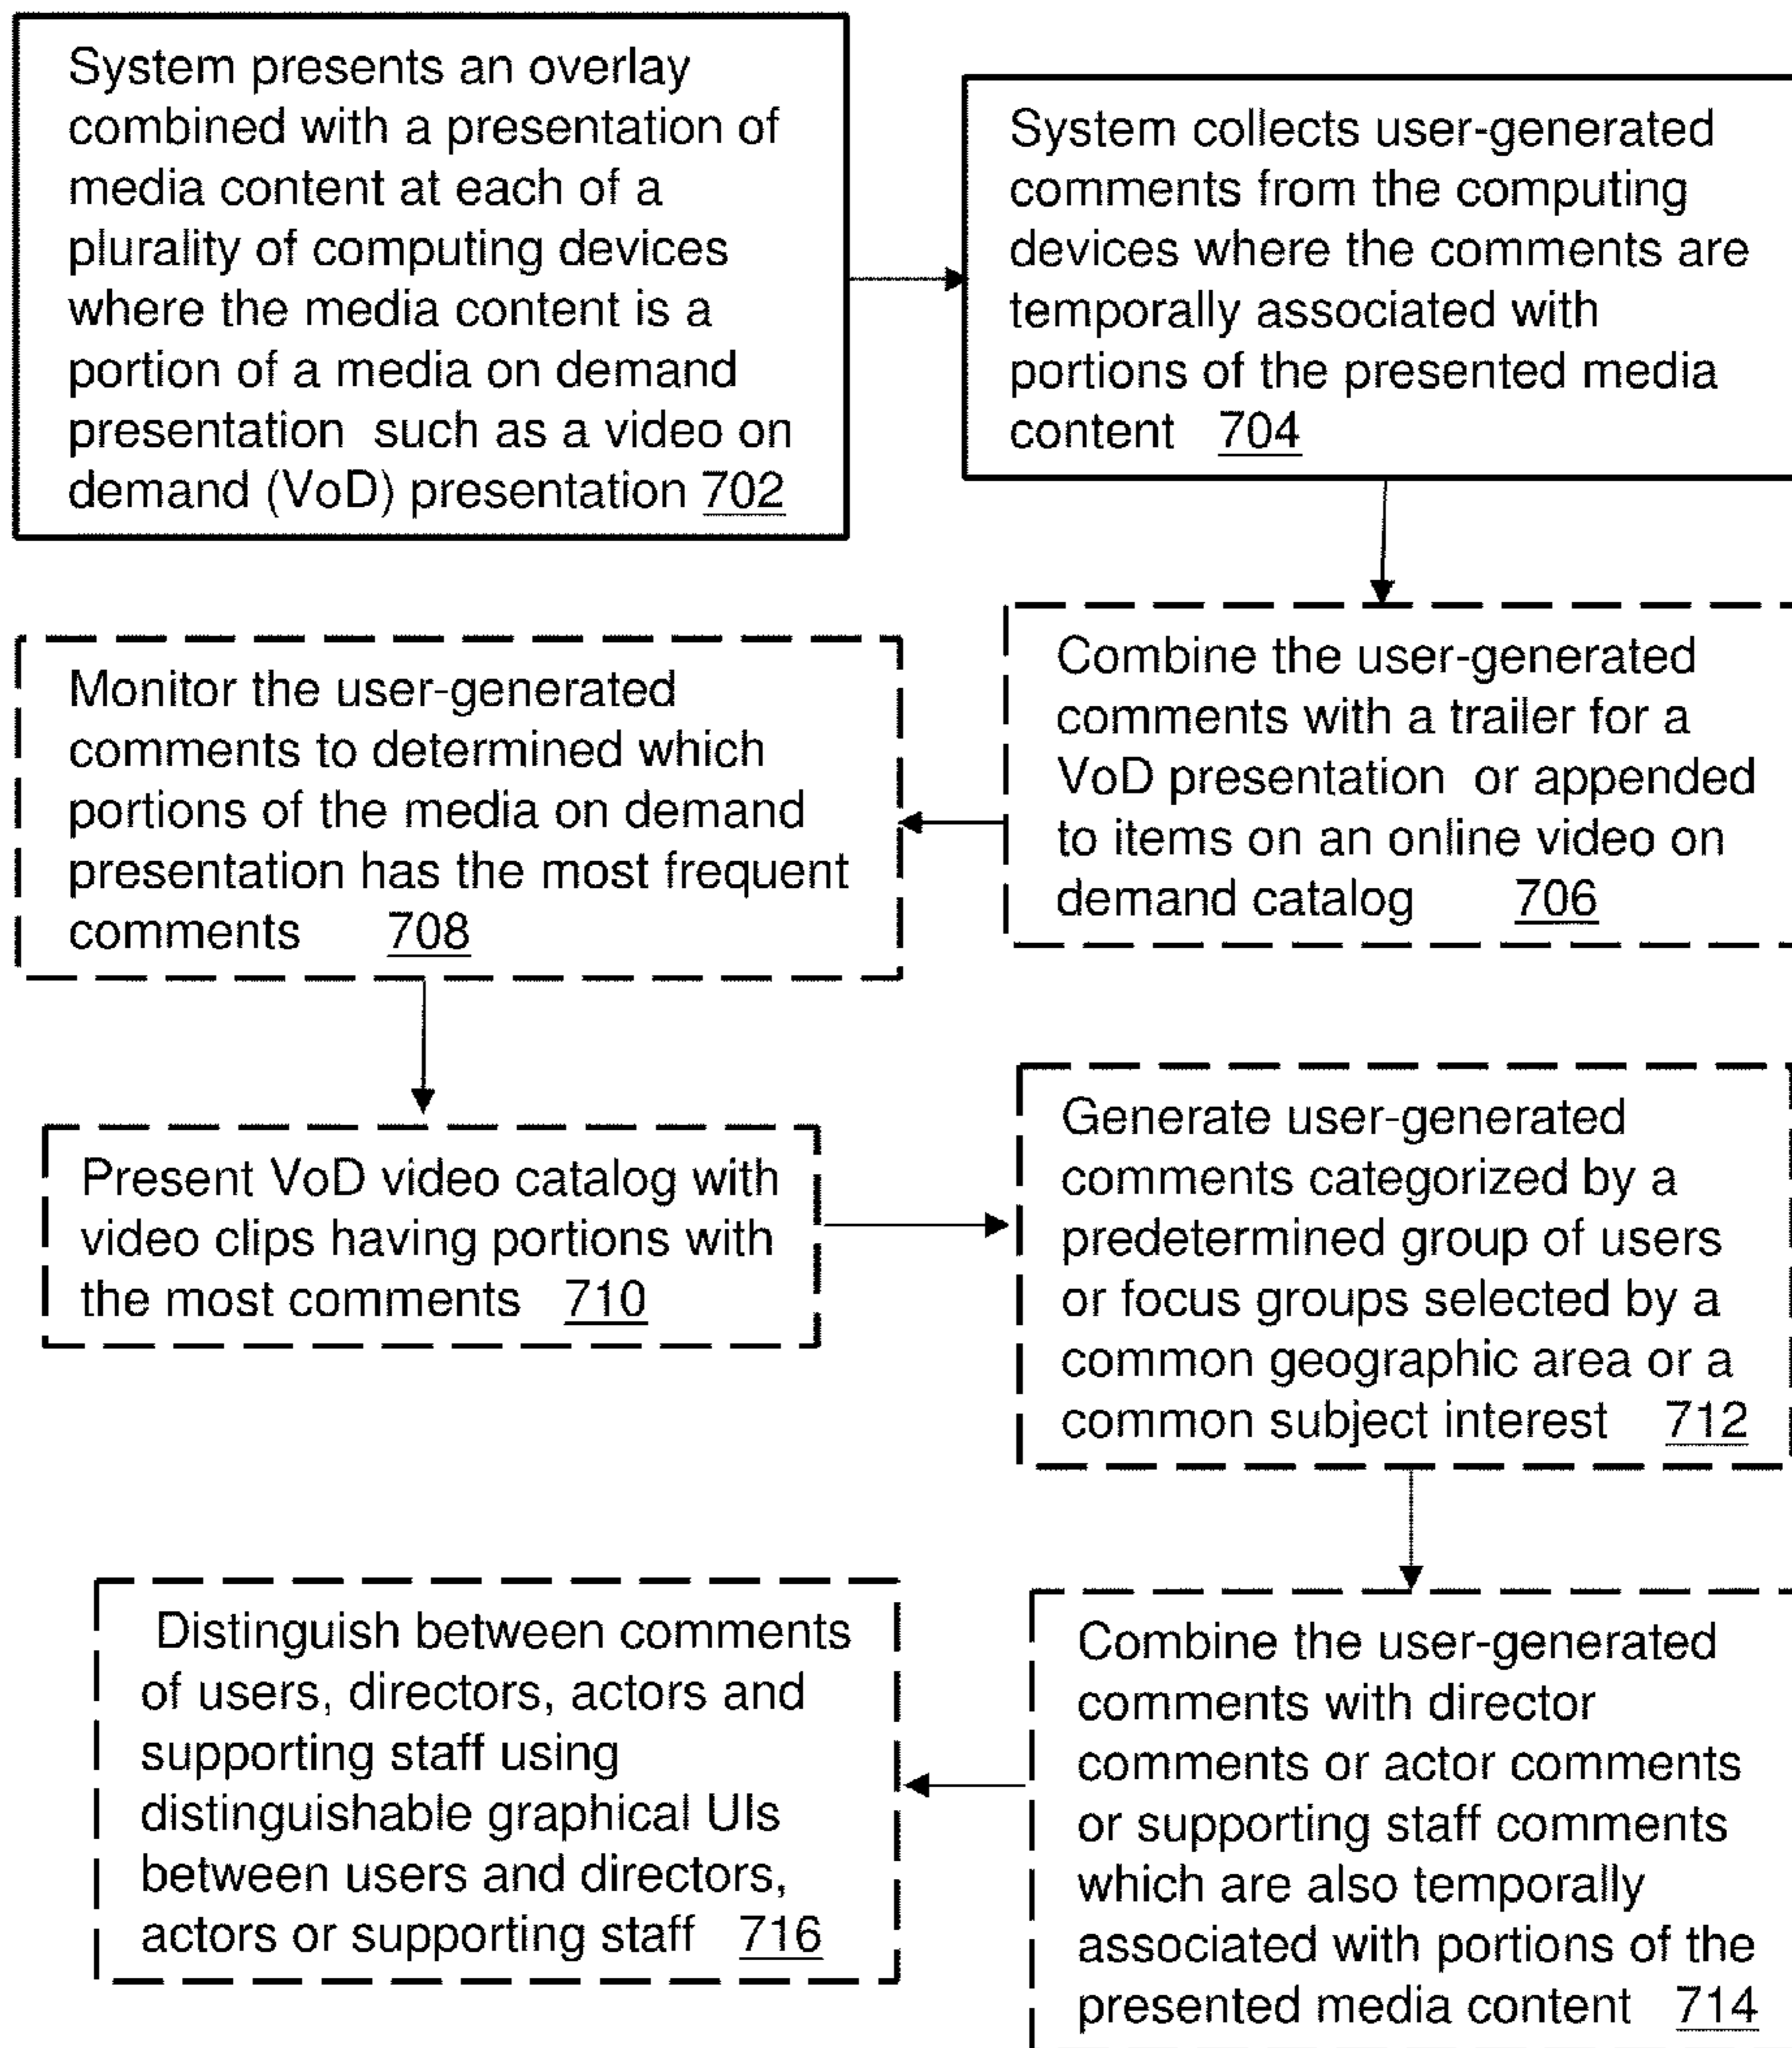 System presents an overlay
combined with a presentation of
media content at each of a
plurality of computing devices
where the media content is a
portion of a media on demand
presentation such as a video on
demand (VoD) presentation 702
System collects user-generated
comments from the computing
devices where the comments are
temporally associated with
portions of the presented media
content 704
Combine the user-generated
comments with a trailer for a
VoD presentation or appended
to items on an online video on
demand catalog 706
Monitor the user-generated
comments to determined which
portions of the media on demand
presentation has the most frequent
comments 708
Present VoD video catalog with
video clips having portions with
the most comments 710
Generate user-generated
comments categorized by a
predetermined group of users
or focus groups selected by a
common geographic area or a
common subject interest 712
Combine the user-generated
comments with director
comments or actor comments
or supporting staff comments
which are also temporally
associated with portions of the
presented media content 714
Distinguish between comments
of users, directors, actors and
supporting staff using
distinguishable graphical UIs
between users and directors,
actors or supporting staff 716